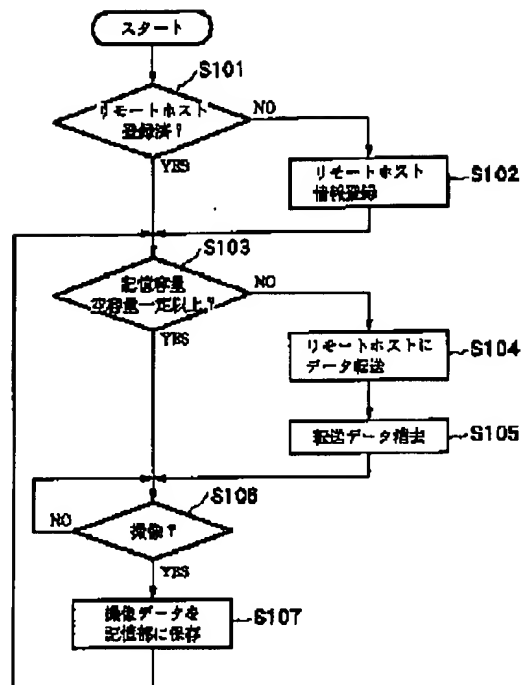 スタート
S101
リモートホスト
登録済?
NO
YES
リモートホスト
情報登録
S102
S103
記憶容量
空容量一定以上?
NO
YES
リモートホストに
データ転送
S104
転送データ消去
S105
S106
撮像?
NO
YES
撮像データを
記憶部に保存
S107